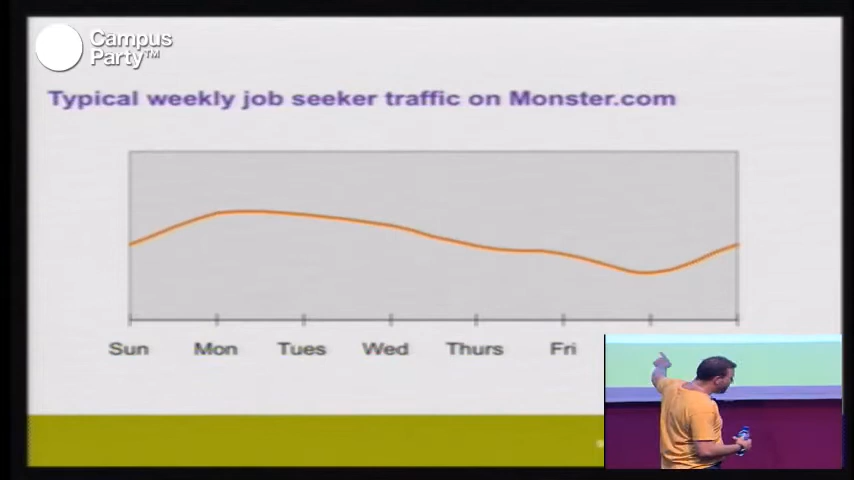 Campus
Party™
Typical weekly job seeker traffic on Monster.com
Sun Mon Tues Wed Thurs Fri